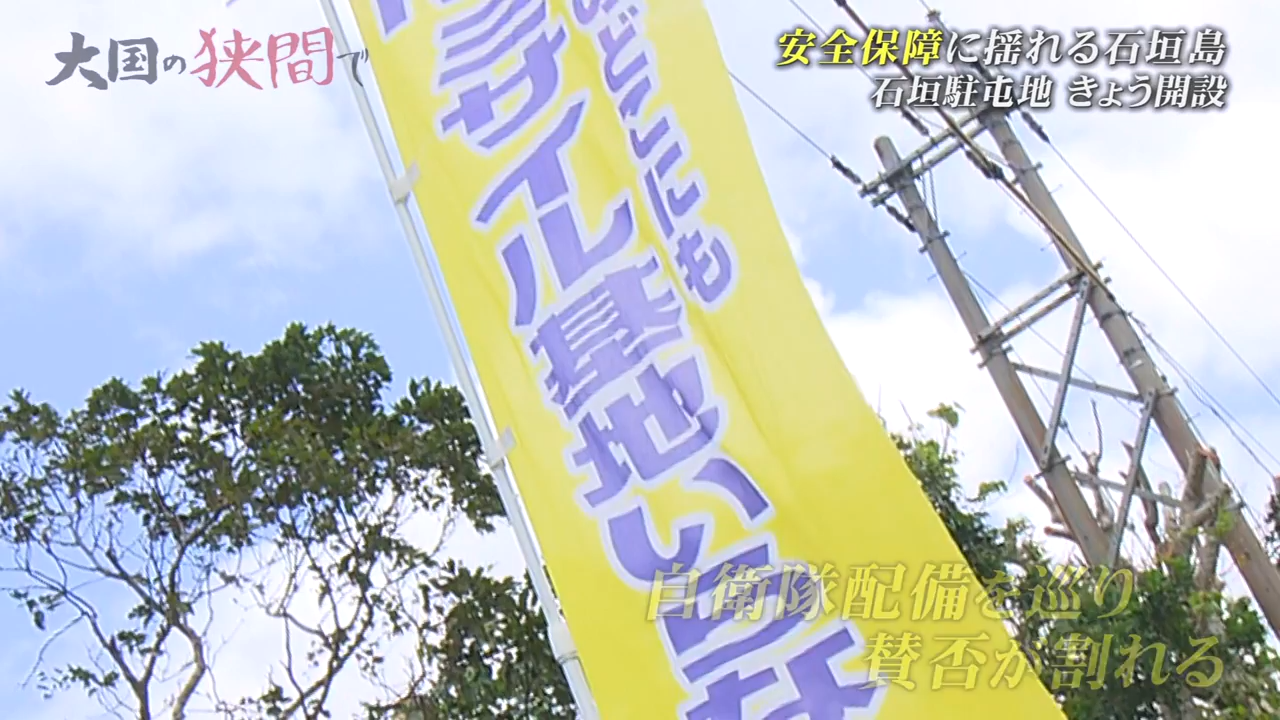 大国の狭間で
安全保障に揺れる石垣島
石垣駐屯地 きょう開設
どこにも
ミサイル基地いらな
自衛隊配備を巡り
賛否が割れる